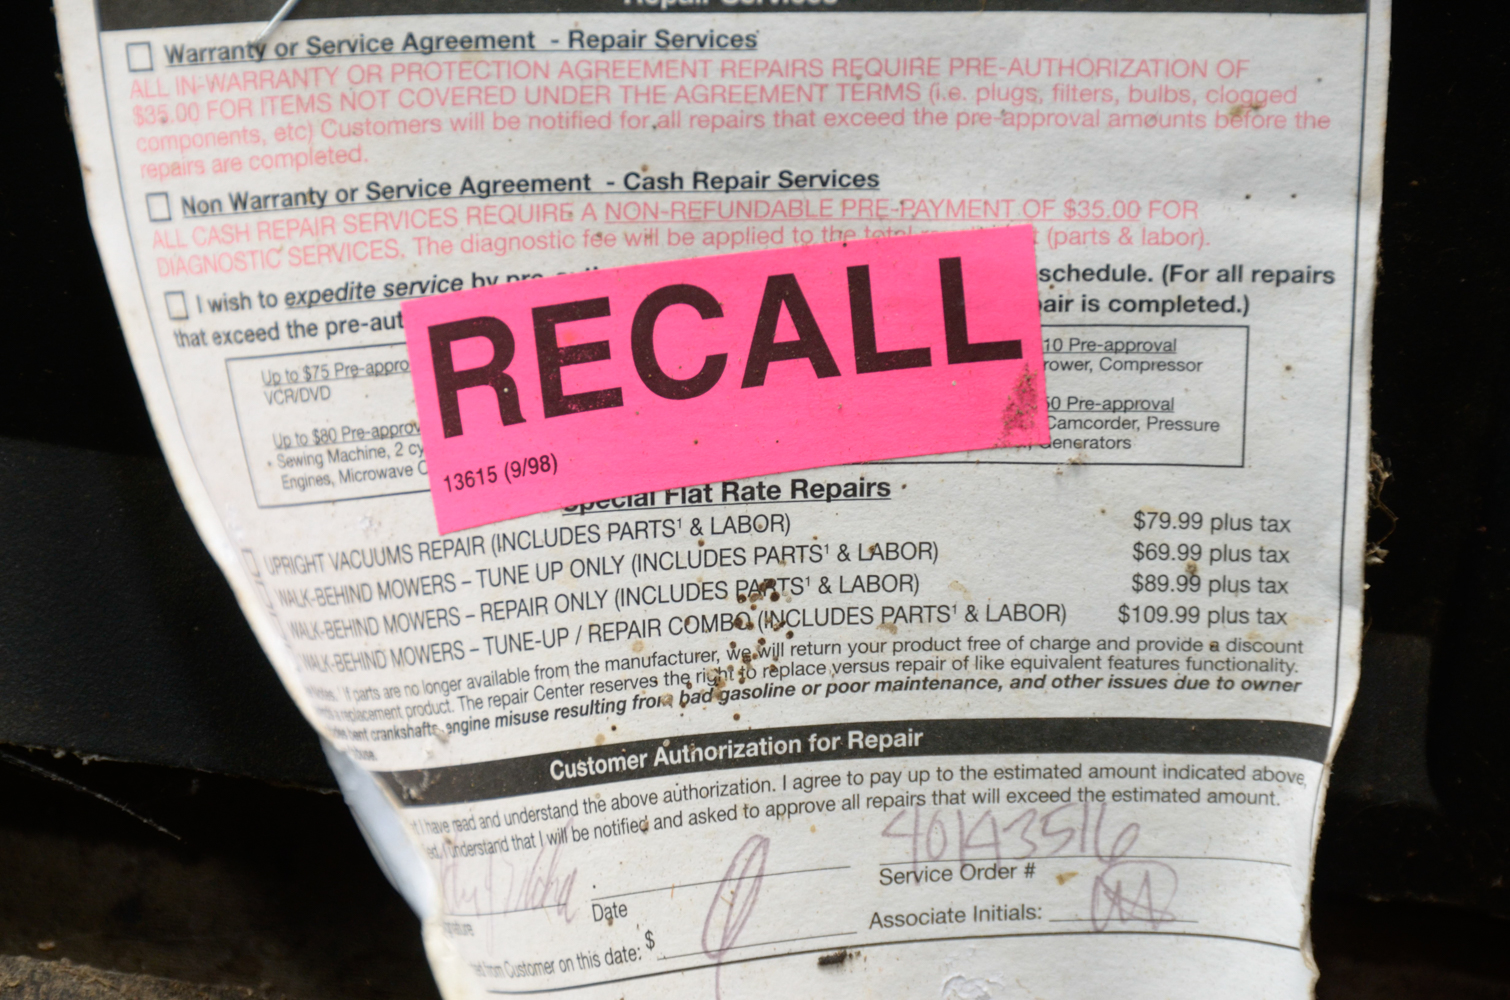 Repair Services
Warranty or Service Agreement - Repair Services
ALL IN-WARRANTY OR PROTECTION AGREEMENT REPAIRS REQUIRE PRE-AUTHORIZATION OF
$35.00 FOR ITEMS NOT COVERED UNDER THE AGREEMENT TERMS (i.e. plugs, filters, bulbs, clogged
components, etc) Customers will be notified for all repairs that exceed the pre-approval amounts before the
repairs are completed.
Non Warranty or Service Agreement - Cash Repair Services
ALL CASH REPAIR SERVICES REQUIRE A NON-REFUNDABLE PRE-PAYMENT OF $35.00 FOR
DIAGNOSTIC SERVICES, The diagnostic fee will be applied to the total (parts & labor).
I wish to expedite service by schedule. (For all repairs
that exceed the is completed.)
Up to $75 Pre-appro
VCR/DVD
Up to $80 Pre-approv
Sewing Machine, 2 cy
Engines, Microwave
10 Pre-approval
rower, Compressor
50 Pre-approval
Camcorder, Pressure
Generators
RECALL
13615 (9/98)
Special Flat Rate Repairs
UPRIGHT VACUUMS REPAIR (INCLUDES PARTS¹ & LABOR) $79.99 plus tax
WALK-BEHIND MOWERS – TUNE UP ONLY (INCLUDES PARTS¹ & LABOR) $69.99 plus tax
WALK-BEHIND MOWERS – REPAIR ONLY (INCLUDES PARTS¹ & LABOR) $89.99 plus tax
WALK-BEHIND MOWERS – TUNE-UP / REPAIR COMBO (INCLUDES PARTS¹ & LABOR) $109.99 plus tax
¹ If parts are no longer available from the manufacturer, we will return your product free of charge and provide a discount
replacement product. The repair Center reserves the right to replace versus repair of like equivalent features functionality.
bent crankshafts, engine misuse resulting from bad gasoline or poor maintenance, and other issues due to owner
Customer Authorization for Repair
I have read and understand the above authorization. I agree to pay up to the estimated amount indicated above,
I understand that I will be notified and asked to approve all repairs that will exceed the estimated amount.
40143516
Date
Service Order #
Associate Initials:
from Customer on this date: $